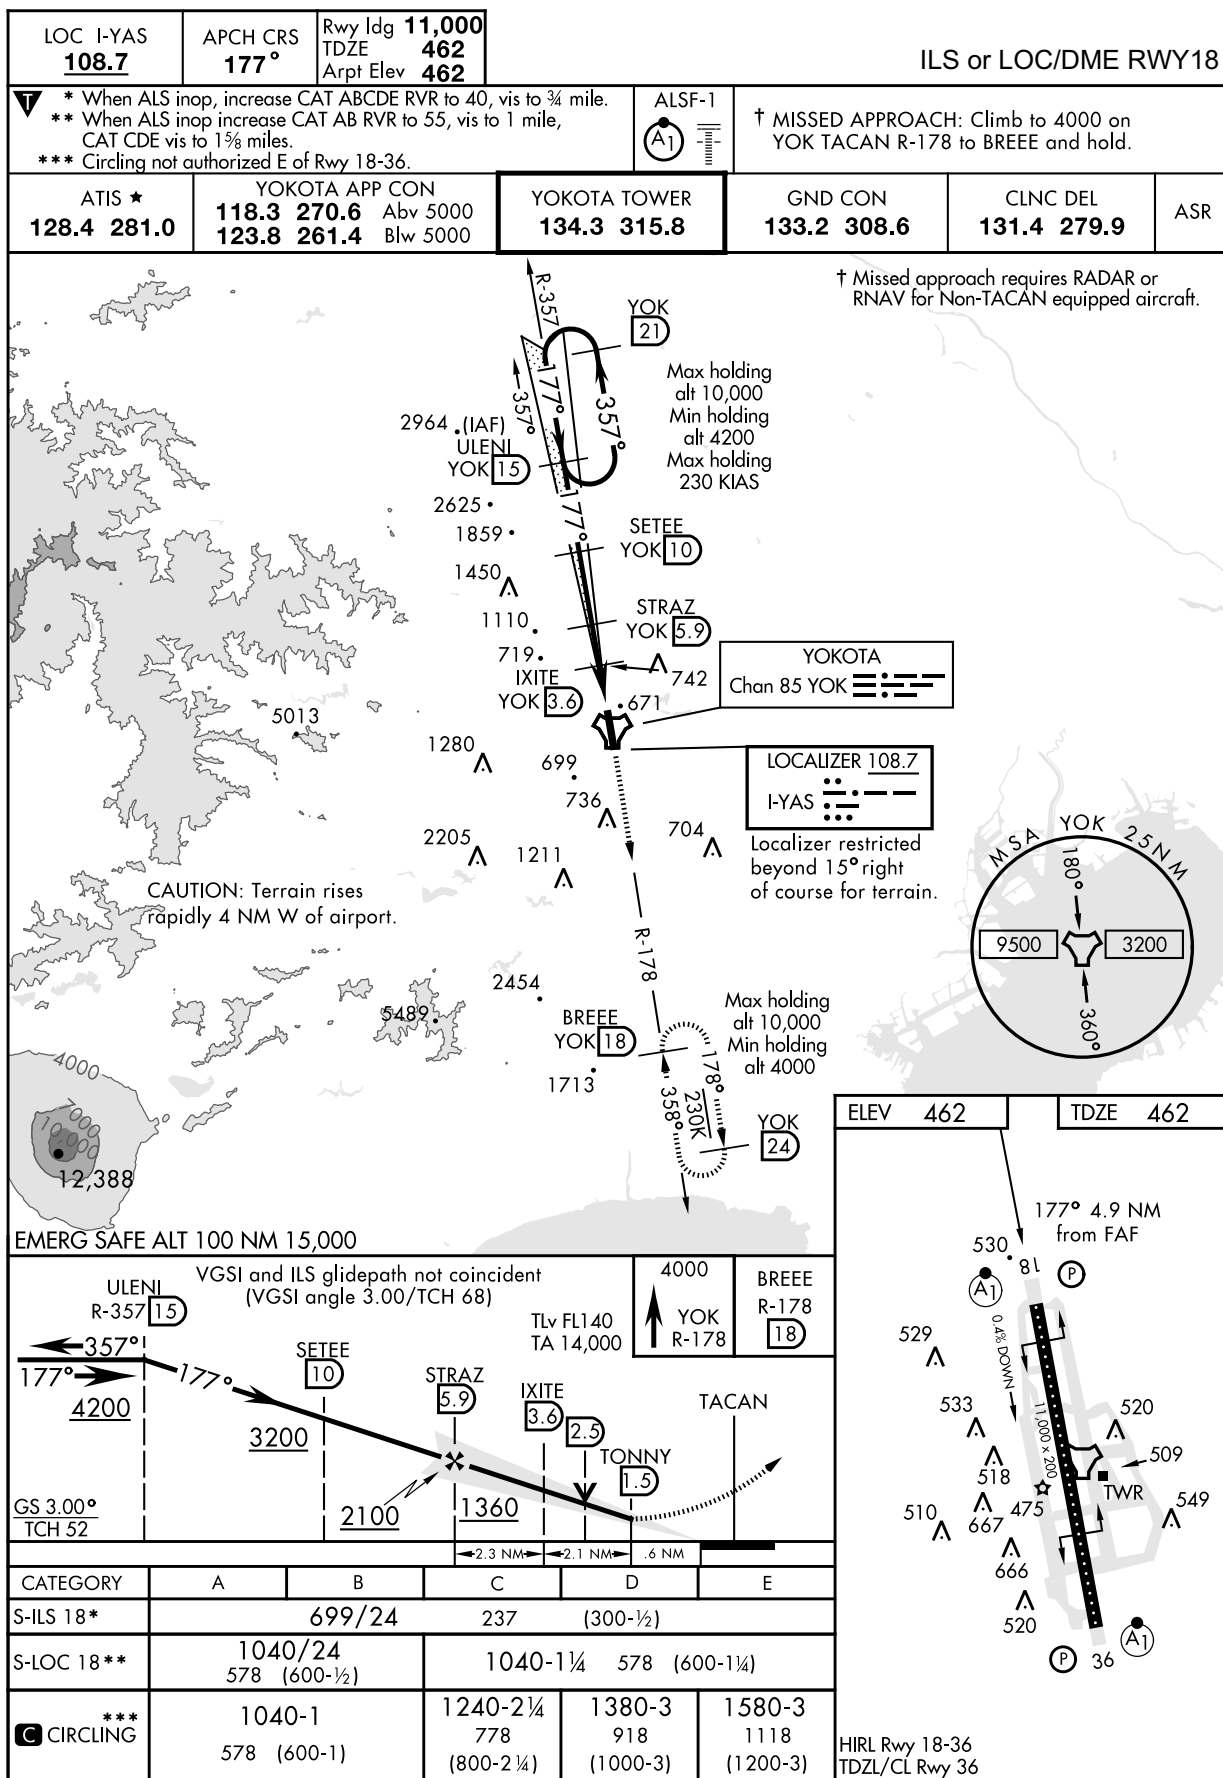 LOC I-YAS
108.7
APCH CRS
177°
Rwy ldg 11,000
TDZE 462
Arpt Elev 462
ILS or LOC/DME RWY18
T
* When ALS inop, increase CAT ABCDE RVR to 40, vis to ¾ mile.
** When ALS inop increase CAT AB RVR to 55, vis to 1 mile,
CAT CDE vis to 1⅝ miles.
*** Circling not authorized E of Rwy 18-36.
ALSF-1
A1
† MISSED APPROACH: Climb to 4000 on
YOK TACAN R-178 to BREEE and hold.
ATIS ★
128.4 281.0
YOKOTA APP CON
118.3 270.6 Abv 5000
123.8 261.4 Blw 5000
YOKOTA TOWER
134.3 315.8
GND CON
133.2 308.6
CLNC DEL
131.4 279.9
ASR
† Missed approach requires RADAR or
RNAV for Non-TACAN equipped aircraft.
R-357
YOK
21
177°
357°
357°
Max holding
alt 10,000
Min holding
alt 4200
Max holding
230 KIAS
2964
(IAF)
ULENI
YOK 15
2625
177°
1859
SETEE
YOK 10
1450
STRAZ
YOK 5.9
1110
719
IXITE
YOK 3.6
742
671
YOKOTA
Chan 85 YOK
5013
1280
699
LOCALIZER 108.7
I-YAS
736
704
2205
1211
Localizer restricted
beyond 15° right
of course for terrain.
CAUTION: Terrain rises
rapidly 4 NM W of airport.
MSA YOK 25NM
180°
9500
3200
360°
R-178
2454
5489
BREEE
YOK 18
Max holding
alt 10,000
Min holding
alt 4000
1713
178°
230K
358°
YOK
24
4000
7000
10000
12,388
EMERG SAFE ALT 100 NM 15,000
ELEV 462
TDZE 462
177° 4.9 NM
from FAF
530
18
P
A1
0.4% DOWN
529
11,000 x 200
533
520
518
509
TWR
510
667
475
549
666
520
A1
P
36
HIRL Rwy 18-36
TDZL/CL Rwy 36
ULENI
R-357 15
VGSI and ILS glidepath not coincident
(VGSI angle 3.00/TCH 68)
TLv FL140
TA 14,000
4000
YOK
R-178
BREEE
R-178
18
357°
177°
4200
177°
SETEE
10
3200
STRAZ
5.9
2100
IXITE
3.6
1360
2.5
TONNY
1.5
TACAN
GS 3.00°
TCH 52
2.3 NM
2.1 NM
.6 NM
CATEGORY A B C D E
S-ILS 18* 699/24 237 (300-½)
S-LOC 18** 1040/24 578 (600-½) 1040-1¼ 578 (600-1¼)
C CIRCLING *** 1040-1 578 (600-1)
1240-2¼ 778 (800-2¼)
1380-3 918 (1000-3)
1580-3 1118 (1200-3)